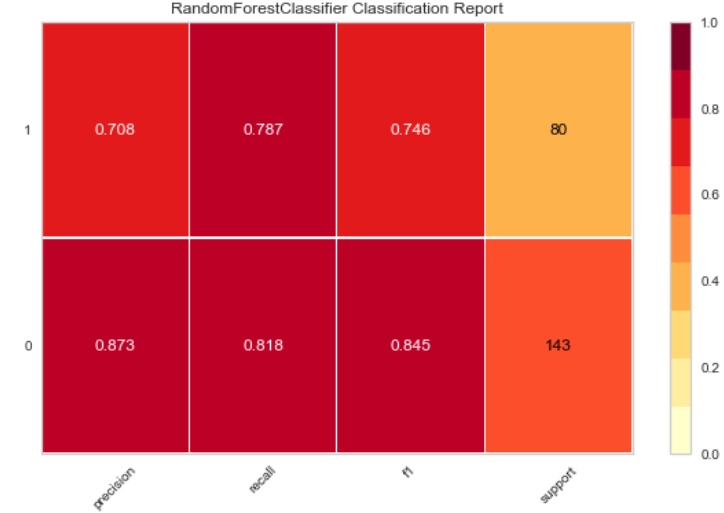 RandomForestClassifier Classification Report
1.0
1 0.708 0.787 0.746 80
0.8
0.6
0.4
0 0.873 0.818 0.845 143
0.2
0.0
precision recall f1 support